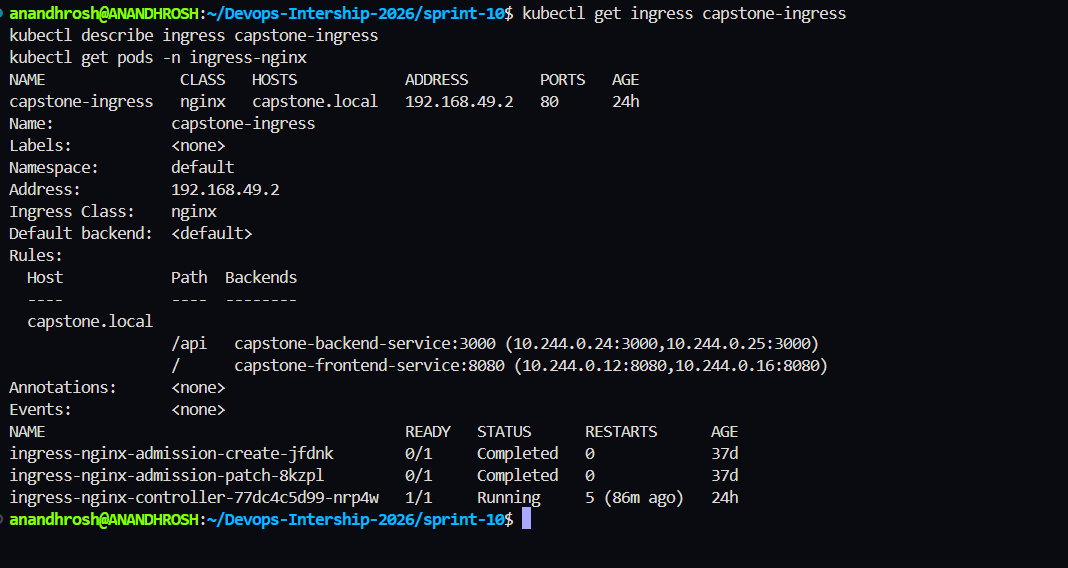 anandhrosh@ANANDHROSH:~/Devops-Intership-2026/sprint-10$ kubectl get ingress capstone-ingress
kubectl describe ingress capstone-ingress
kubectl get pods -n ingress-nginx
NAME               CLASS   HOSTS            ADDRESS        PORTS   AGE
capstone-ingress   nginx   capstone.local   192.168.49.2   80      24h
Name:             capstone-ingress
Labels:           <none>
Namespace:        default
Address:          192.168.49.2
Ingress Class:    nginx
Default backend:  <default>
Rules:
  Host            Path  Backends
  ----            ----  --------
  capstone.local
                  /api   capstone-backend-service:3000 (10.244.0.24:3000,10.244.0.25:3000)
                  /      capstone-frontend-service:8080 (10.244.0.12:8080,10.244.0.16:8080)
Annotations:      <none>
Events:           <none>
NAME                                        READY   STATUS      RESTARTS      AGE
ingress-nginx-admission-create-jfdnk        0/1     Completed   0             37d
ingress-nginx-admission-patch-8kzpl         0/1     Completed   0             37d
ingress-nginx-controller-77dc4c5d99-nrp4w   1/1     Running     5 (86m ago)   24h
anandhrosh@ANANDHROSH:~/Devops-Intership-2026/sprint-10$